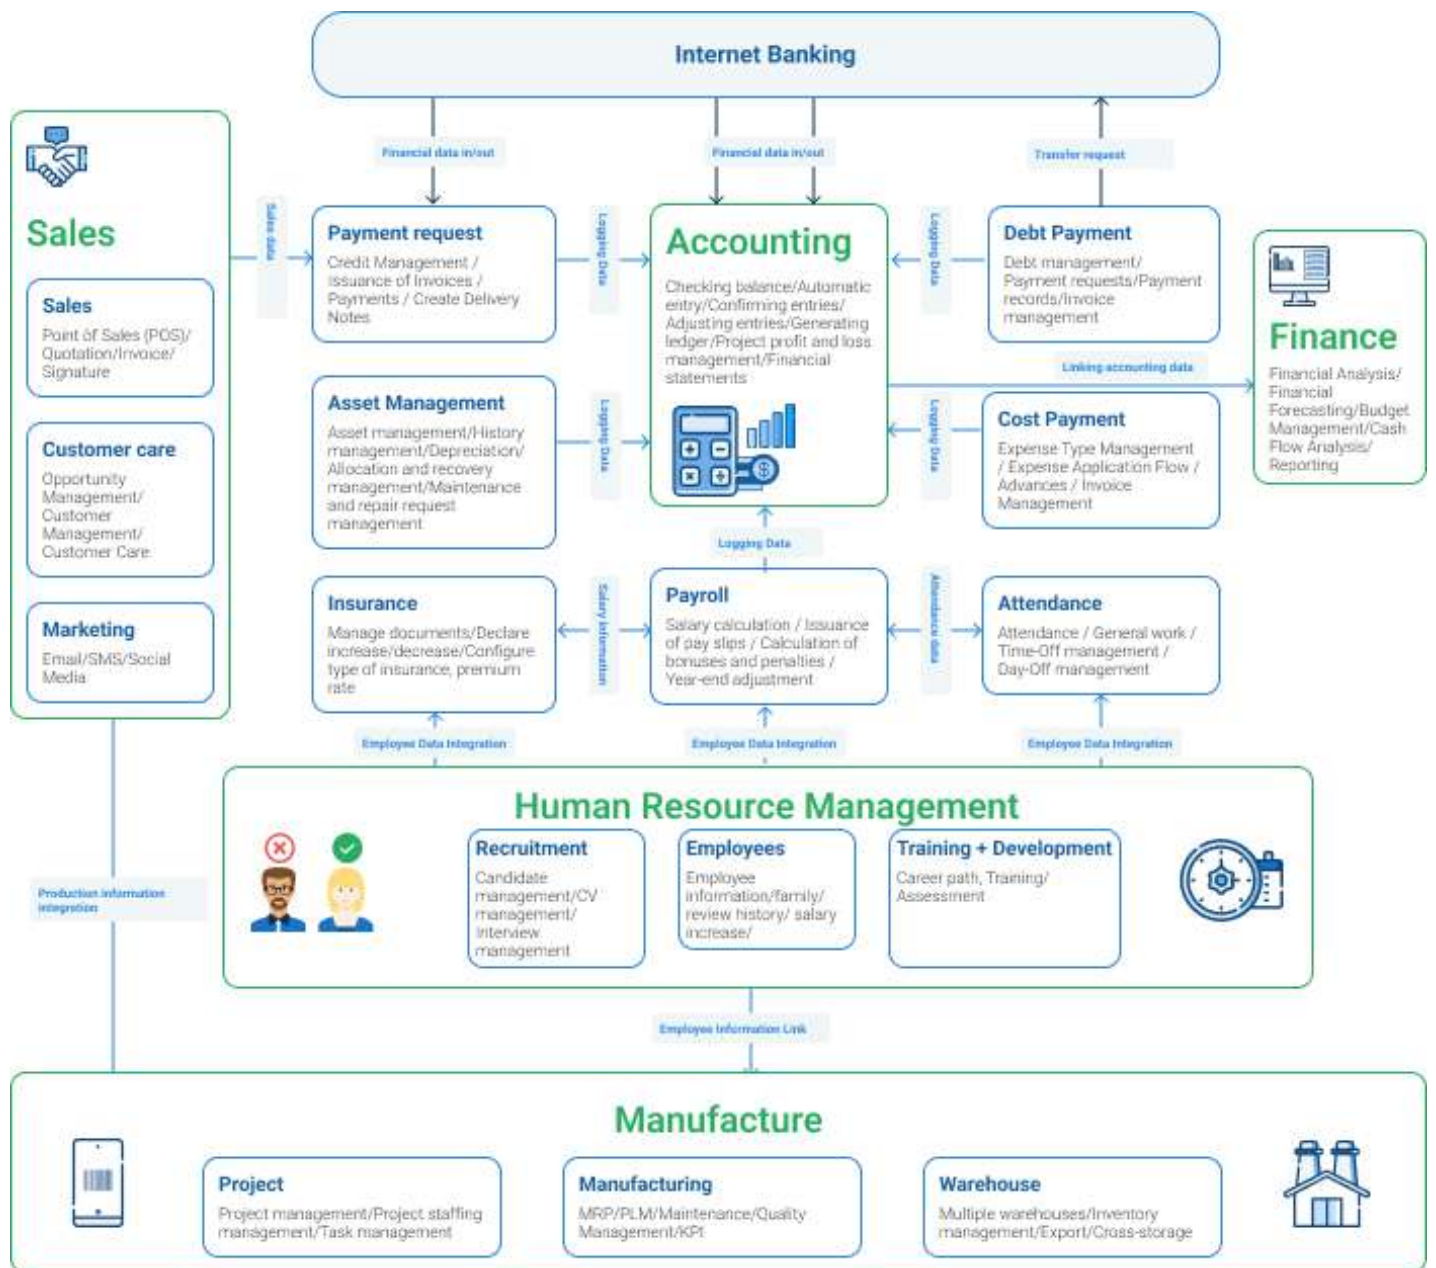 Internet Banking
Financial data in/out
Financial data in/out
Transfer request
Sales
Sales
Point of Sales (POS)/
Quotation/Invoice/
Signature
Customer care
Opportunity
Management/
Customer
Management/
Customer Care
Marketing
Email/SMS/Social
Media
Sales data
Payment request
Credit Management /
Issuance of Invoices /
Payments / Create Delivery
Notes
Logging Data
Accounting
Checking balance/Automatic
entry/Confirming entries/
Adjusting entries/Generating
ledger/Project profit and loss
management/Financial
statements
Logging Data
Debt Payment
Debt management/
Payment requests/Payment
records/Invoice
management
Linking accounting data
Finance
Financial Analysis/
Financial
Forecasting/Budget
Management/Cash
Flow Analysis/
Reporting
Asset Management
Asset management/History
management/Depreciation/
Allocation and recovery
management/Maintenance
and repair request
management
Logging Data
Logging Data
Cost Payment
Expense Type Management
/ Expense Application Flow /
Advances / Invoice
Management
Logging Data
Insurance
Manage documents/Declare
increase/decrease/Configure
type of insurance, premium
rate
Salary information
Payroll
Salary calculation / Issuance
of pay slips / Calculation of
bonuses and penalties /
Year-end adjustment
Attendance data
Attendance
Attendance / General work /
Time-Off management /
Day-Off management
Employee Data Integration
Employee Data Integration
Employee Data Integration
Human Resource Management
Recruitment
Candidate
management/CV
management/
Interview
management
Employees
Employee
information/family/
review history/ salary
increase/
Training + Development
Career path, Training/
Assessment
Production information
integration
Employee Information Link
Manufacture
Project
Project management/Project staffing
management/Task management
Manufacturing
MRP/PLM/Maintenance/Quality
Management/KPI
Warehouse
Multiple warehouses/Inventory
management/Export/Cross-storage